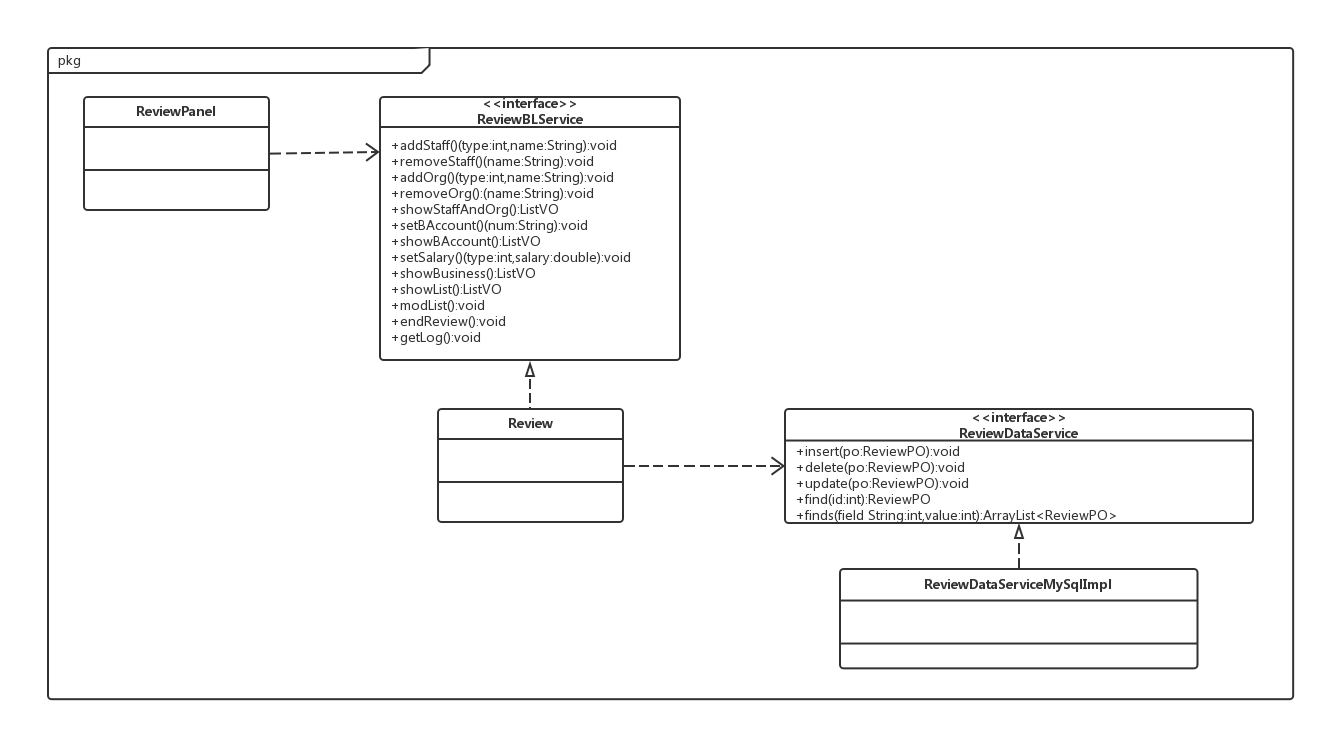 pkg
ReviewPanel
<<interface>>
ReviewBLService
+addStaff()(type:int,name:String):void
+removeStaff()(name:String):void
+addOrg()(type:int,name:String):void
+removeOrg():(name:String):void
+showStaffAndOrg():ListVO
+setBAccount()(num:String):void
+showBAccount():ListVO
+setSalary()(type:int,salary:double):void
+showBusiness():ListVO
+showList():ListVO
+modList():void
+endReview():void
+getLog():void
Review
<<interface>>
ReviewDataService
+insert(po:ReviewPO):void
+delete(po:ReviewPO):void
+update(po:ReviewPO):void
+find(id:int):ReviewPO
+finds(field String:int,value:int):ArrayList<ReviewPO>
ReviewDataServiceMySqlImpl